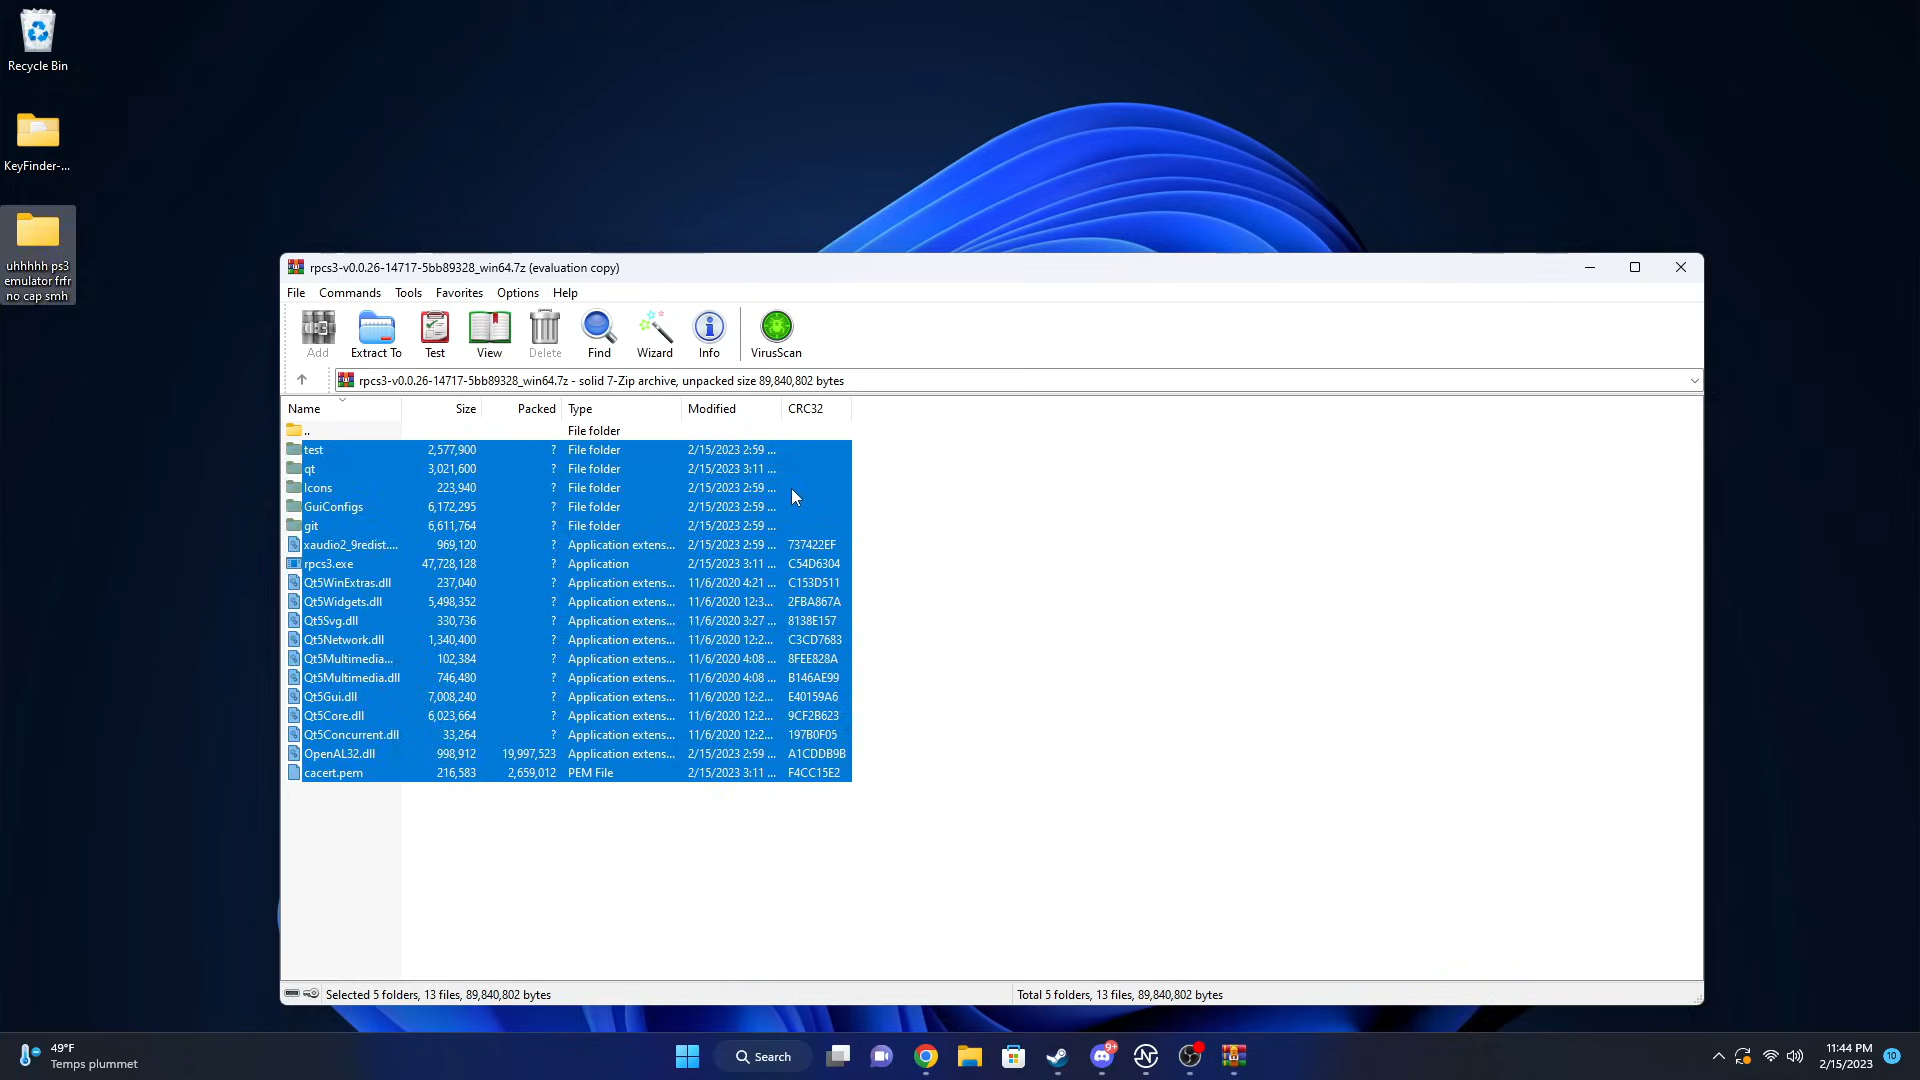 Recycle Bin
KeyFinder-...
uhhhhh ps3
emulator frfr
no cap smh
rpcs3-v0.0.26-14717-5bb89328_win64.7z (evaluation copy)
File Commands Tools Favorites Options Help
Add Extract To Test View Delete Find Wizard Info VirusScan
rpcs3-v0.0.26-14717-5bb89328_win64.7z - solid 7-Zip archive, unpacked size 89,840,802 bytes
Name Size Packed Type Modified CRC32
.. File folder
test 2,577,900 ? File folder 2/15/2023 2:59 ...
qt 3,021,600 ? File folder 2/15/2023 3:11 ...
Icons 223,940 ? File folder 2/15/2023 2:59 ...
GuiConfigs 6,172,295 ? File folder 2/15/2023 2:59 ...
git 6,611,764 ? File folder 2/15/2023 2:59 ...
xaudio2_9redist.... 969,120 ? Application extens... 2/15/2023 2:59 ... 737422EF
rpcs3.exe 47,728,128 ? Application 2/15/2023 3:11 ... C54D6304
Qt5WinExtras.dll 237,040 ? Application extens... 11/6/2020 4:21 ... C153D511
Qt5Widgets.dll 5,498,352 ? Application extens... 11/6/2020 12:3... 2FBA867A
Qt5Svg.dll 330,736 ? Application extens... 11/6/2020 3:27 ... 8138E157
Qt5Network.dll 1,340,400 ? Application extens... 11/6/2020 12:2... C3CD7683
Qt5Multimedia... 102,384 ? Application extens... 11/6/2020 4:08 ... 8FEE828A
Qt5Multimedia.dll 746,480 ? Application extens... 11/6/2020 4:08 ... B146AE99
Qt5Gui.dll 7,008,240 ? Application extens... 11/6/2020 12:2... E40159A6
Qt5Core.dll 6,023,664 ? Application extens... 11/6/2020 12:2... 9CF2B623
Qt5Concurrent.dll 33,264 ? Application extens... 11/6/2020 12:2... 197B0F05
OpenAL32.dll 998,912 19,997,523 Application extens... 2/15/2023 2:59 ... A1CDDB9B
cacert.pem 216,583 2,659,012 PEM File 2/15/2023 3:11 ... F4CC15E2
Selected 5 folders, 13 files, 89,840,802 bytes Total 5 folders, 13 files, 89,840,802 bytes
49°F
Temps plummet
Search
9+
11:44 PM
2/15/2023
10